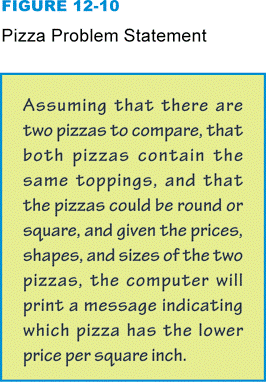 FIGURE 12-10
Pizza Problem Statement
Assuming that there are
two pizzas to compare, that
both pizzas contain the
same toppings, and that
the pizzas could be round or
square, and given the prices,
shapes, and sizes of the two
pizzas, the computer will
print a message indicating
which pizza has the lower
price per square inch.